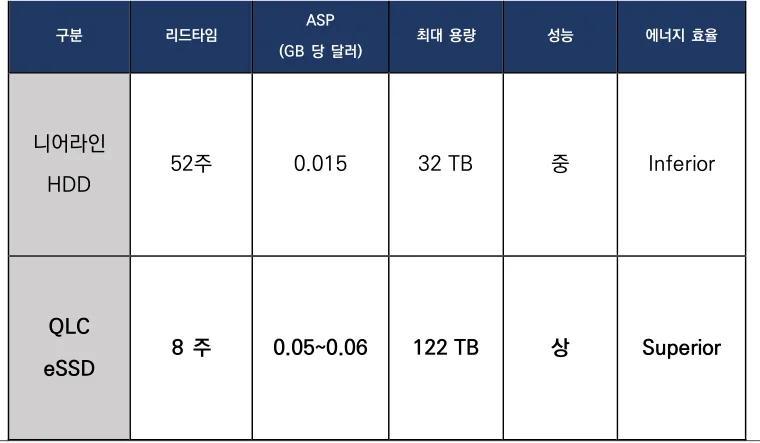 구분
리드타임
ASP
(GB 당 달러)
최대 용량
성능
에너지 효율
니어라인
HDD
52주
0.015
32 TB
중
Inferior
QLC
eSSD
8 주
0.05~0.06
122 TB
상
Superior